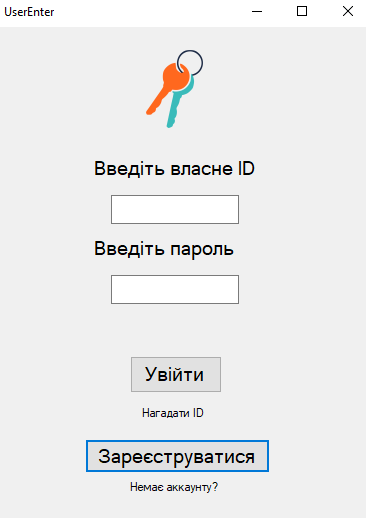 UserEnter
Введіть власне ID
Введіть пароль
Увійти
Нагадати ID
Зареєструватися
Немає аккаунту?